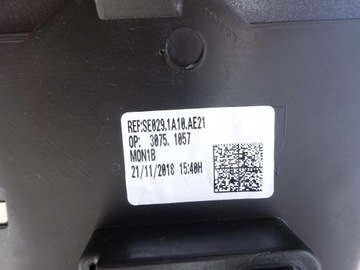 REF:SE029.1A10.AE21
OP: 3075. 1057
MON1B
21/11/2018 15:40H